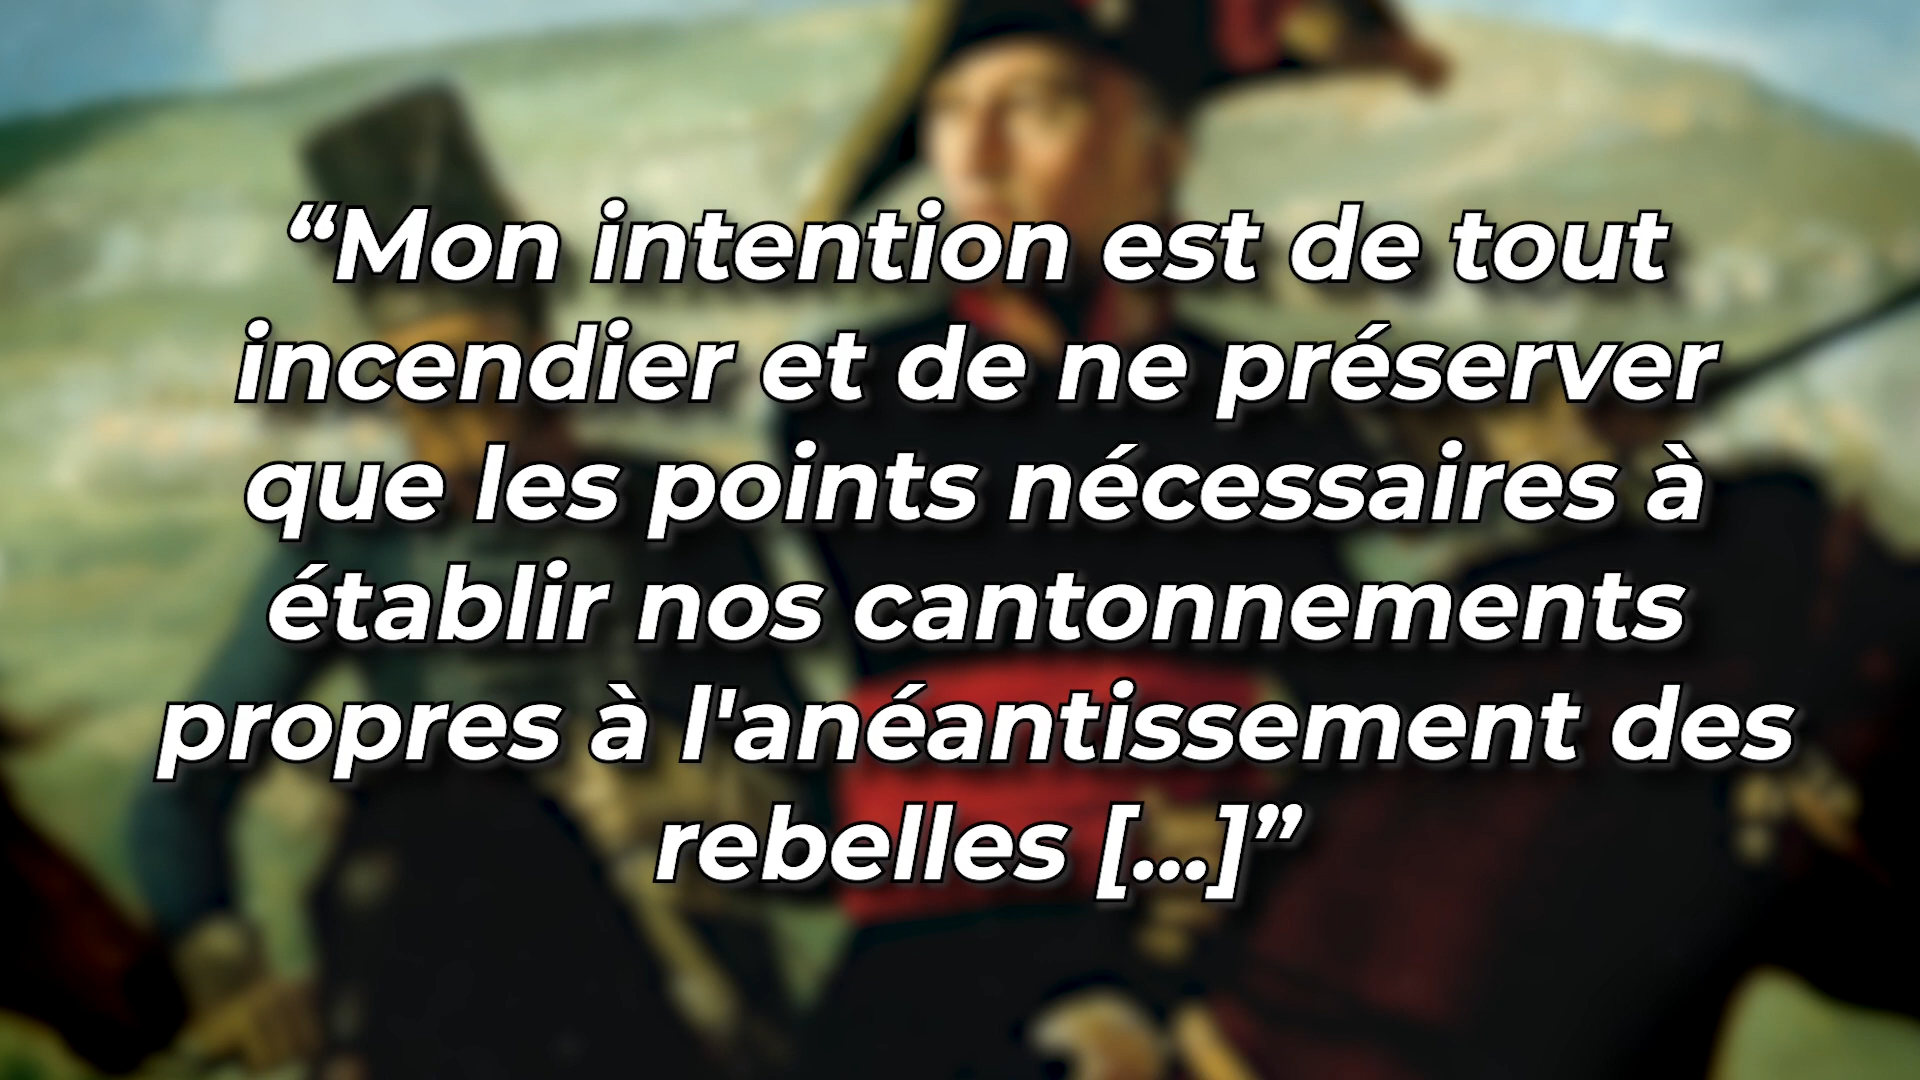 “Mon intention est de tout
incendier et de ne préserver
que les points nécessaires à
établir nos cantonnements
propres à l'anéantissement des
rebelles [...]”